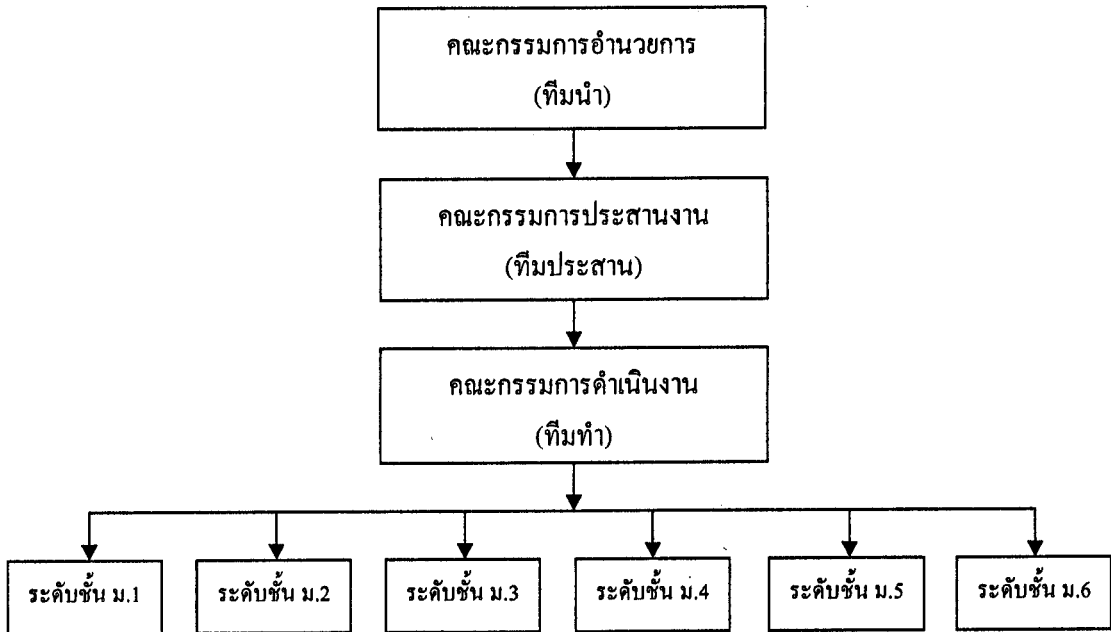 คณะกรรมการอำนวยการ
(ทีมนำ)
คณะกรรมการประสานงาน
(ทีมประสาน)
คณะกรรมการดำเนินงาน
(ทีมทำ)
ระดับชั้น ม.1
ระดับชั้น ม.2
ระดับชั้น ม.3
ระดับชั้น ม.4
ระดับชั้น ม.5
ระดับชั้น ม.6